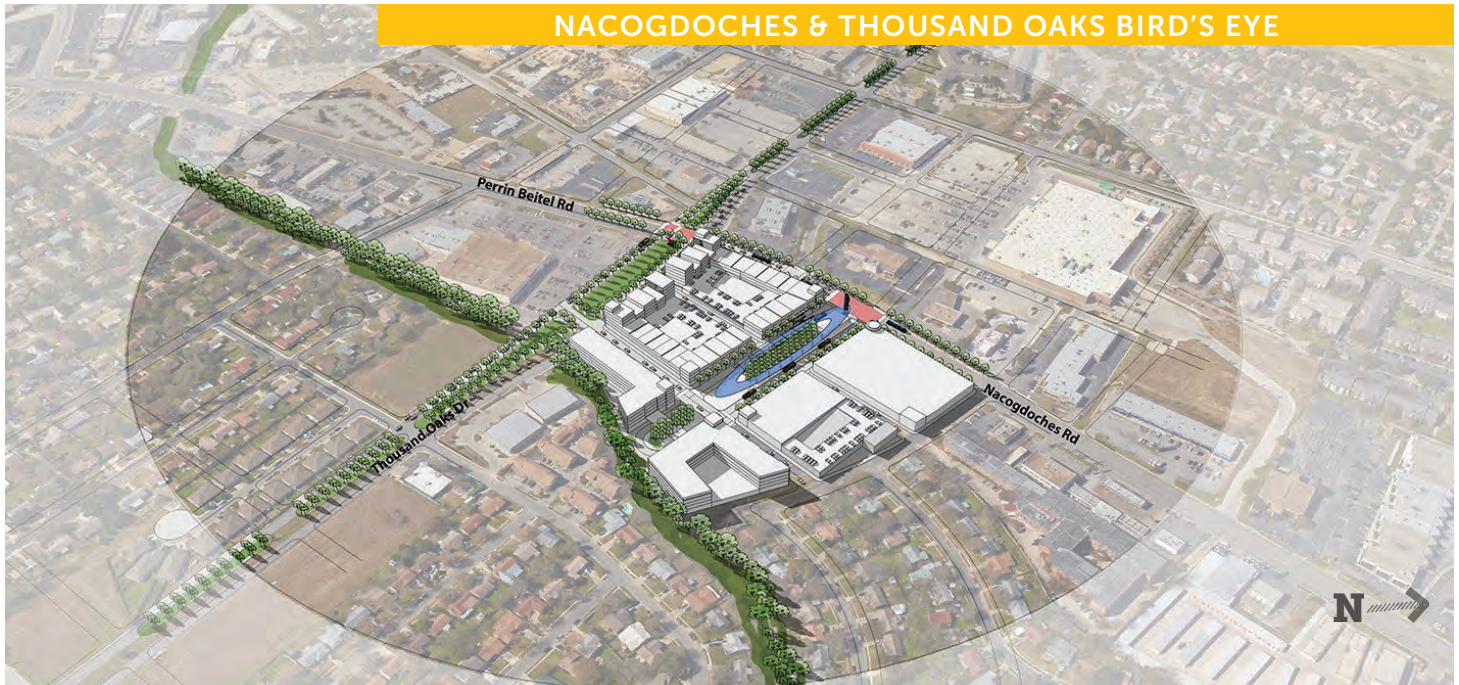 NACOGDOCHES & THOUSAND OAKS BIRD'S EYE
Perrin Beitel Rd
Thousand Oaks Dr
Nacogdoches Rd
N